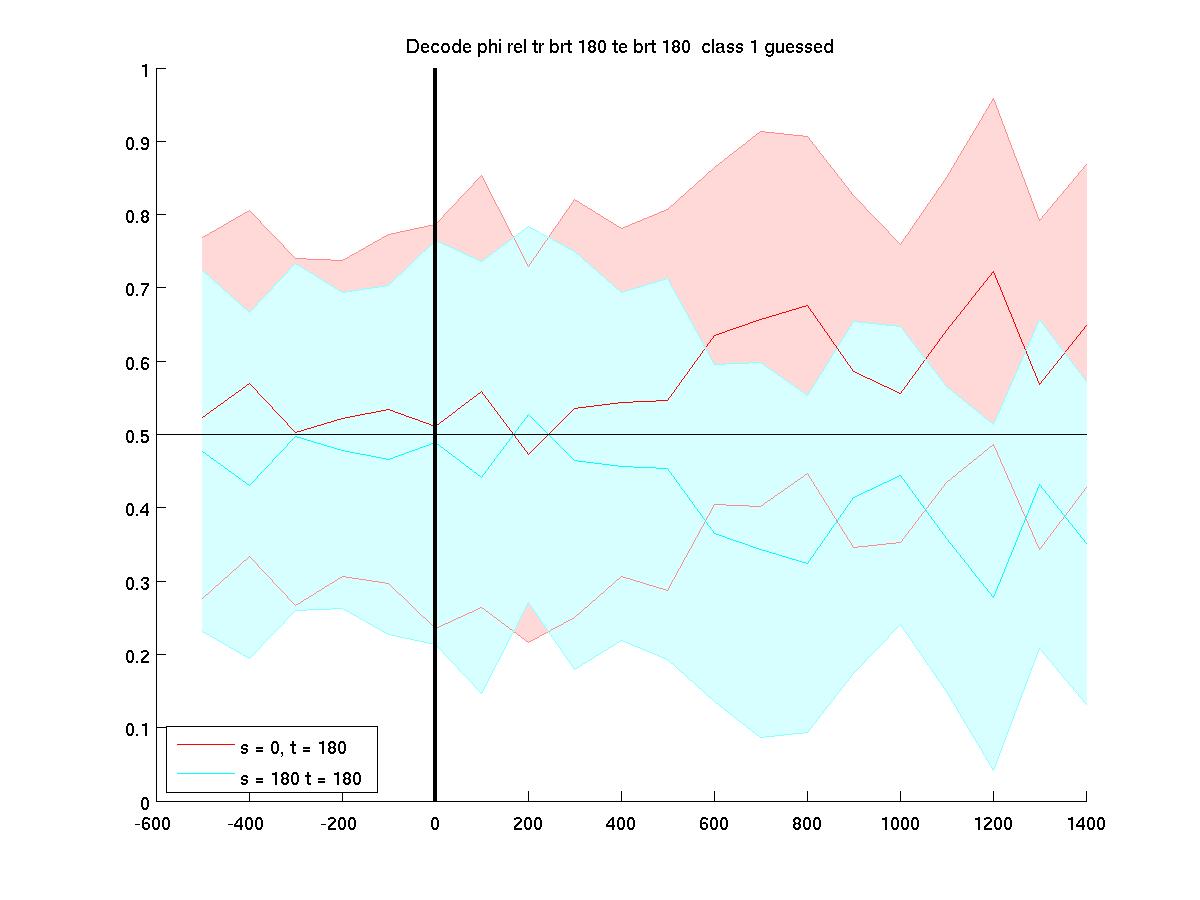 Decode phi rel tr brt 180 te brt 180  class 1 guessed
1
0.9
0.8
0.7
0.6
0.5
0.4
0.3
0.2
0.1
0
s = 0, t = 180
s = 180 t = 180
-600 -400 -200 0 200 400 600 800 1000 1200 1400